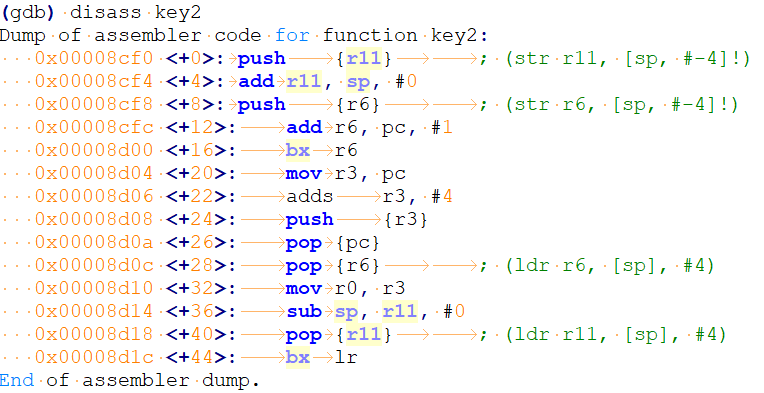 (gdb) disass key2
Dump of assembler code for function key2:
0x00008cf0 <+0>: push {r11} ; (str r11, [sp, #-4]!)
0x00008cf4 <+4>: add r11, sp, #0
0x00008cf8 <+8>: push {r6} ; (str r6, [sp, #-4]!)
0x00008cfc <+12>: add r6, pc, #1
0x00008d00 <+16>: bx r6
0x00008d04 <+20>: mov r3, pc
0x00008d06 <+22>: adds r3, #4
0x00008d08 <+24>: push {r3}
0x00008d0a <+26>: pop {pc}
0x00008d0c <+28>: pop {r6} ; (ldr r6, [sp], #4)
0x00008d10 <+32>: mov r0, r3
0x00008d14 <+36>: sub sp, r11, #0
0x00008d18 <+40>: pop {r11} ; (ldr r11, [sp], #4)
0x00008d1c <+44>: bx lr
End of assembler dump.